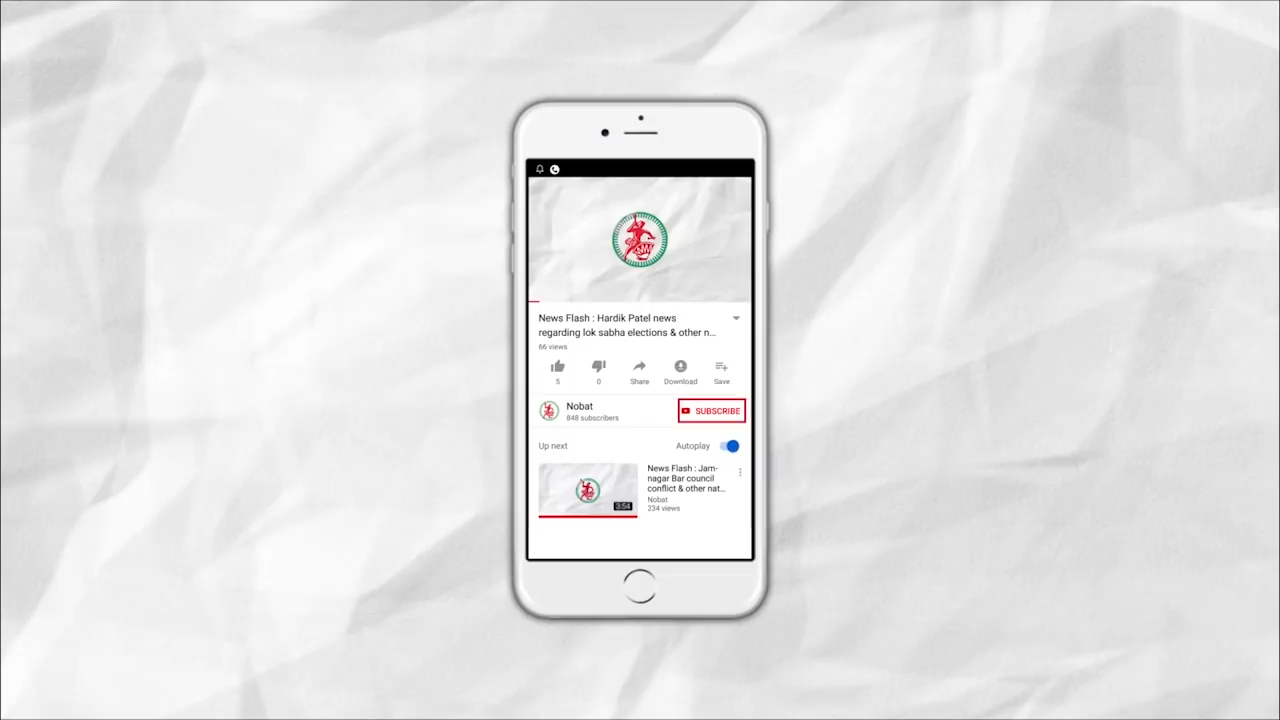 News Flash : Hardik Patel news
regarding lok sabha elections & other n...
66 views
5
0
Share
Download
Save
Nobat
848 subscribers
SUBSCRIBE
Up next
Autoplay
3:54
News Flash : Jam-
nagar Bar council
conflict & other nat...
Nobat
234 views